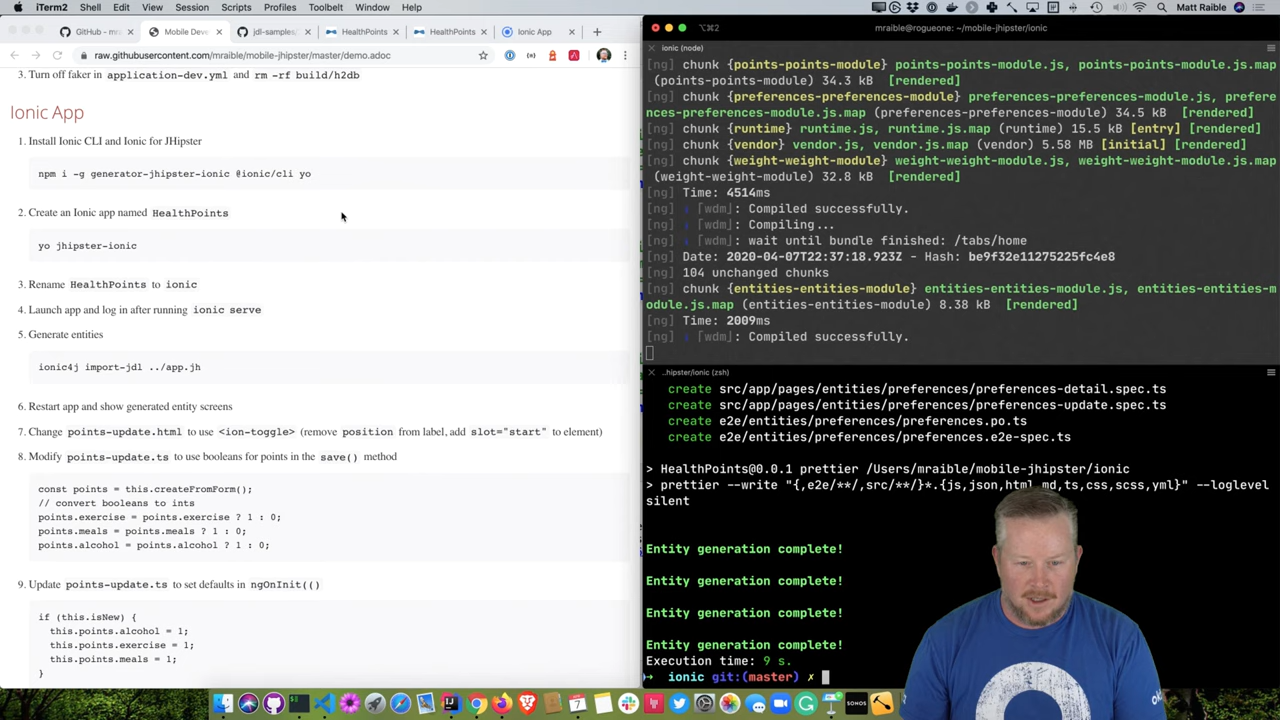 iTerm2 Shell Edit View Session Scripts Profiles Toolbelt Window Help
Matt Raible
GitHub - mra
Mobile Deve
jdl-samples/
JHipster
JHipster
Ionic App
raw.githubusercontent.com/mraible/mobile-jhipster/master/demo.adoc
3. Turn off faker in application-dev.yml and rm -rf build/h2db
Ionic App
1. Install Ionic CLI and Ionic for JHipster
npm i -g generator-jhipster-ionic @ionic/cli yo
2. Create an Ionic app named HealthPoints
yo jhipster-ionic
3. Rename HealthPoints to ionic
4. Launch app and log in after running ionic serve
5. Generate entities
ionic4j import-jdl ../app.jh
6. Restart app and show generated entity screens
7. Change points-update.html to use <ion-toggle> (remove position from label, add slot="start" to element)
8. Modify points-update.ts to use booleans for points in the save() method
const points = this.createFromForm();
// convert booleans to ints
points.exercise = points.exercise ? 1 : 0;
points.meals = points.meals ? 1 : 0;
points.alcohol = points.alcohol ? 1 : 0;
9. Update points-update.ts to set defaults in ngOnInit(()
if (this.isNew) {
this.points.alcohol = 1;
this.points.exercise = 1;
this.points.meals = 1;
}
⌥⌘2
mraible@rogueone: ~/mobile-jhipster/ionic
ionic (node)
[ng] chunk {points-points-module} points-points-module.js, points-points-module.js.map
(points-points-module) 34.3 kB [rendered]
[ng] chunk {preferences-preferences-module} preferences-preferences-module.js, prefere
nces-preferences-module.js.map (preferences-preferences-module) 34.5 kB [rendered]
[ng] chunk {runtime} runtime.js, runtime.js.map (runtime) 15.5 kB [entry] [rendered]
[ng] chunk {vendor} vendor.js, vendor.js.map (vendor) 5.58 MB [initial] [rendered]
[ng] chunk {weight-weight-module} weight-weight-module.js, weight-weight-module.js.map
(weight-weight-module) 32.8 kB [rendered]
[ng] Time: 4514ms
[ng] ℹ 「wdm」: Compiled successfully.
[ng] ℹ 「wdm」: Compiling...
[ng] ℹ 「wdm」: wait until bundle finished: /tabs/home
[ng] Date: 2020-04-07T22:37:18.923Z - Hash: be9f32e11275225fc4e8
[ng] 104 unchanged chunks
[ng] chunk {entities-entities-module} entities-entities-module.js, entities-entities-m
odule.js.map (entities-entities-module) 8.38 kB [rendered]
[ng] Time: 2009ms
[ng] ℹ 「wdm」: Compiled successfully.
..hipster/ionic (zsh)
create src/app/pages/entities/preferences/preferences-detail.spec.ts
create src/app/pages/entities/preferences/preferences-update.spec.ts
create e2e/entities/preferences/preferences.po.ts
create e2e/entities/preferences/preferences.e2e-spec.ts
> HealthPoints@0.0.1 prettier /Users/mraible/mobile-jhipster/ionic
> prettier --write "{,e2e/**/,src/**/}*.{js,json,html,md,ts,css,scss,yml}" --loglevel
silent
Entity generation complete!
Entity generation complete!
Entity generation complete!
Entity generation complete!
Execution time: 9 s.
→ ionic git:(master) ✗
SONOS